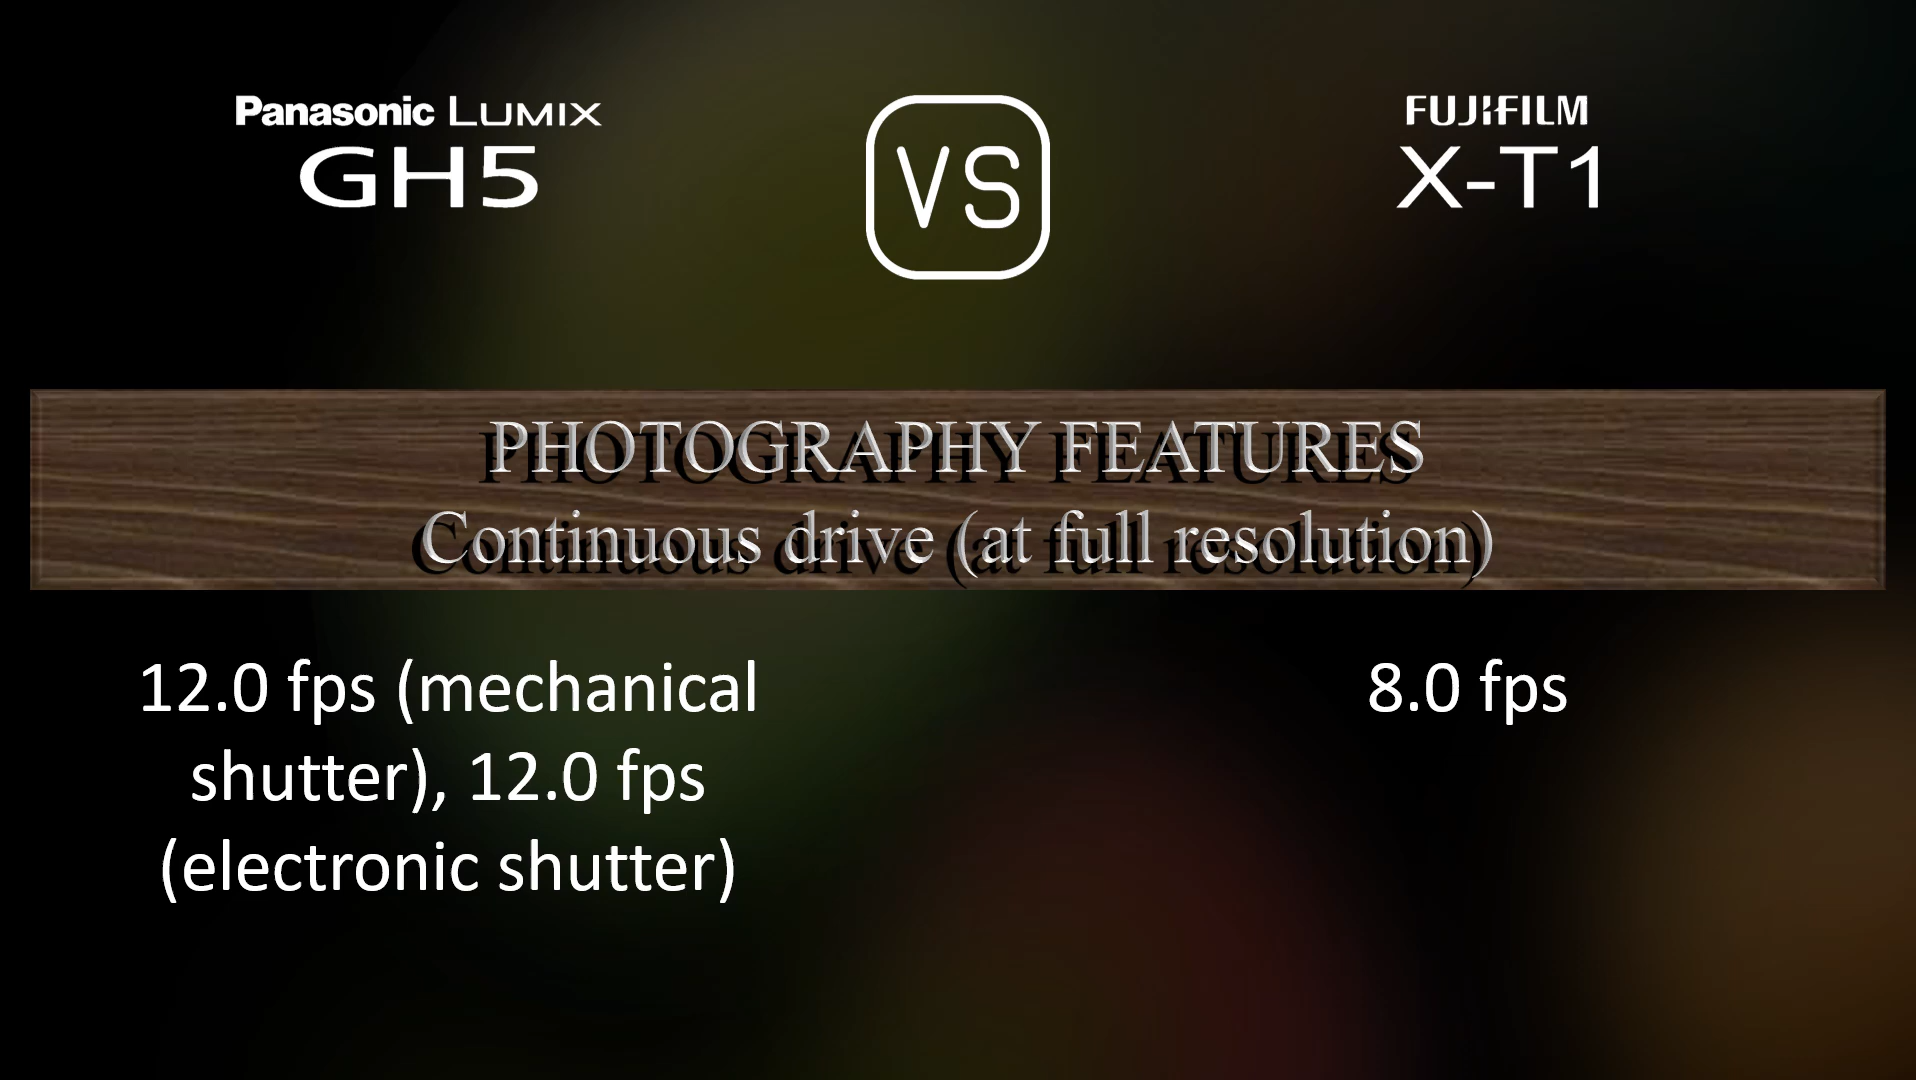 Panasonic LUMIX
GH5
VS
FUJIFILM
X-T1
PHOTOGRAPHY FEATURES
Continuous drive (at full resolution)
12.0 fps (mechanical
shutter), 12.0 fps
(electronic shutter)
8.0 fps